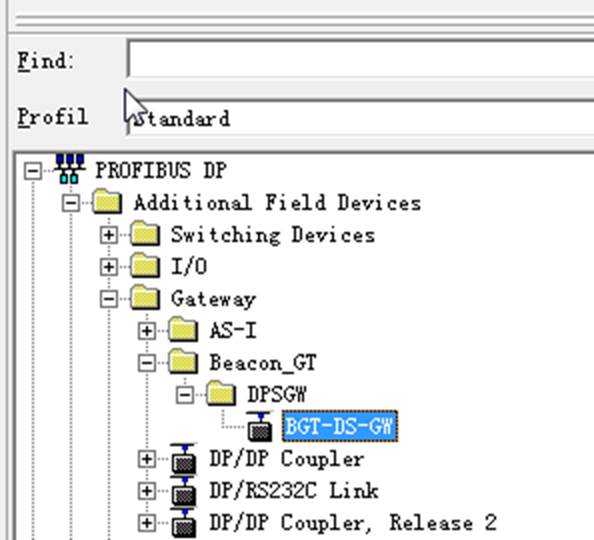 Find:
Profil Standard
PROFIBUS DP
Additional Field Devices
Switching Devices
I/O
Gateway
AS-I
Beacon_GT
DPSGW
BGT-DS-GW
DP/DP Coupler
DP/RS232C Link
DP/DP Coupler, Release 2